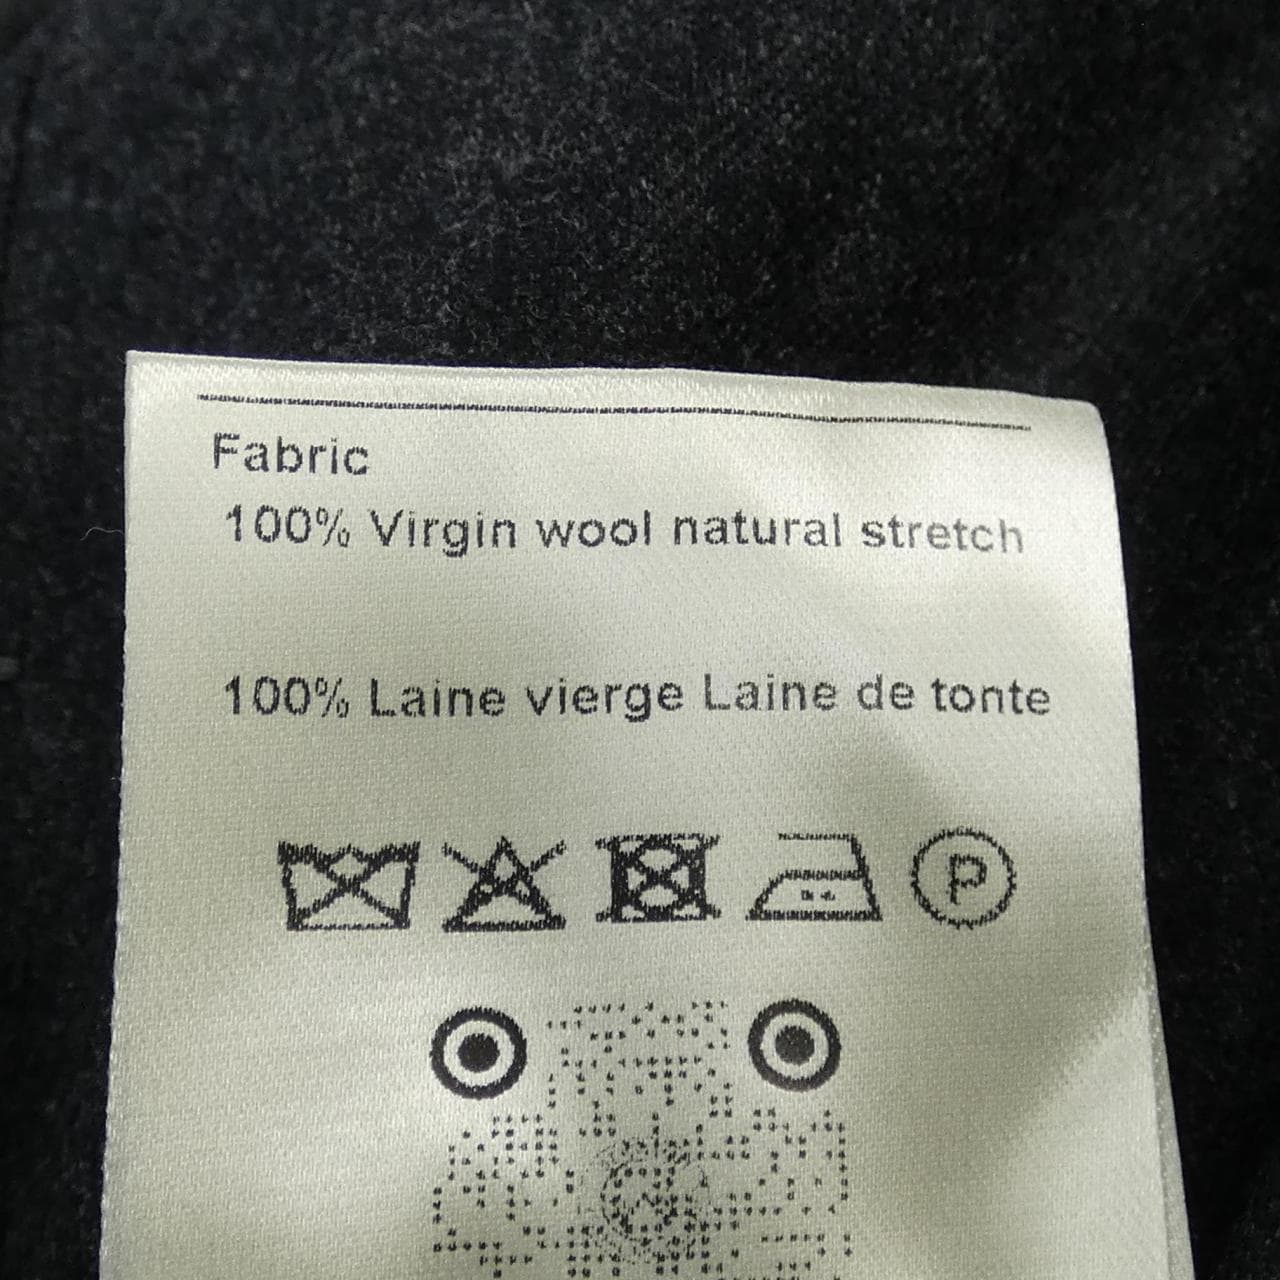 Fabric
100% Virgin wool natural stretch
100% Laine vierge Laine de tonte
P